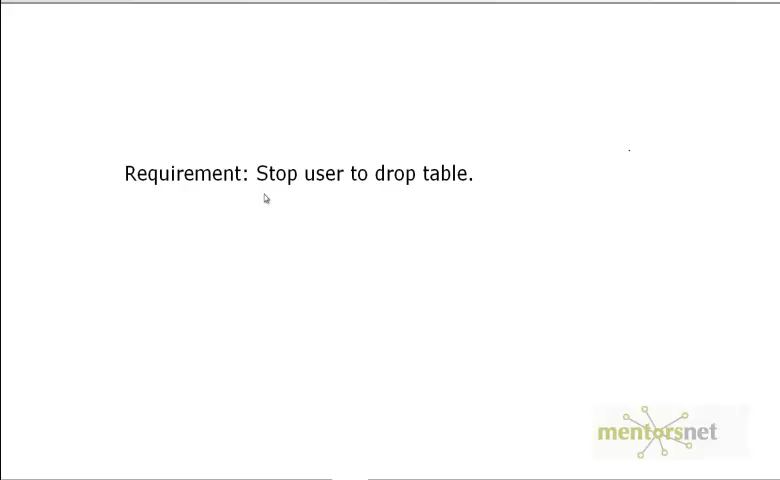 Requirement: Stop user to drop table.
mentorsnet